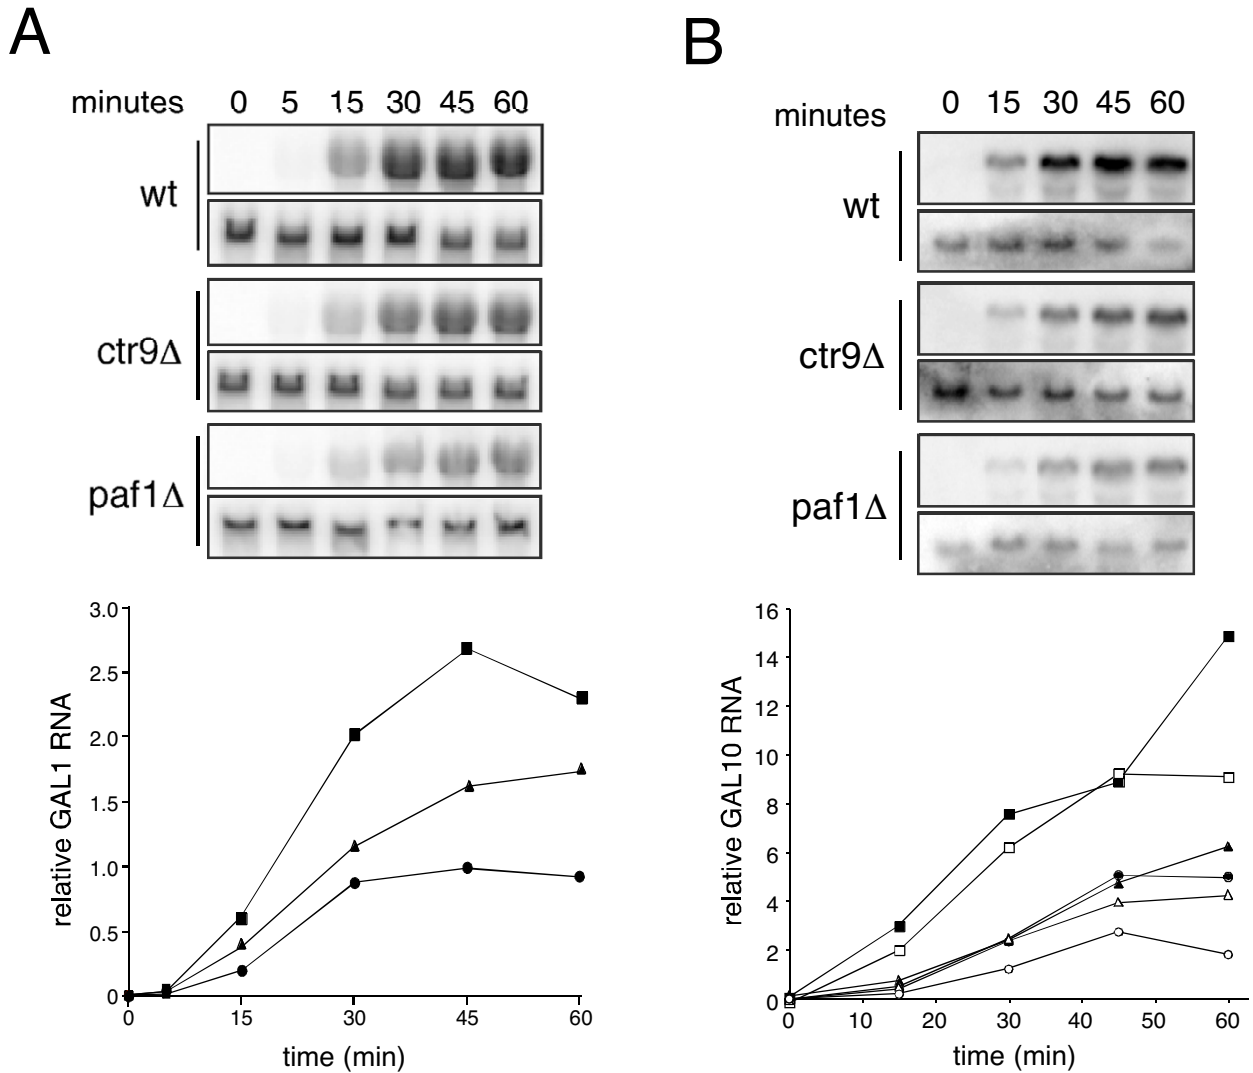 A
minutes 0 5 15 30 45 60
wt
ctr9Δ
paf1Δ
3.0
2.5
2.0
1.5
1.0
0.5
0
relative GAL1 RNA
0 15 30 45 60
time (min)
B
minutes 0 15 30 45 60
wt
ctr9Δ
paf1Δ
16
14
12
10
8
6
4
2
0
relative GAL10 RNA
0 10 20 30 40 50 60
time (min)